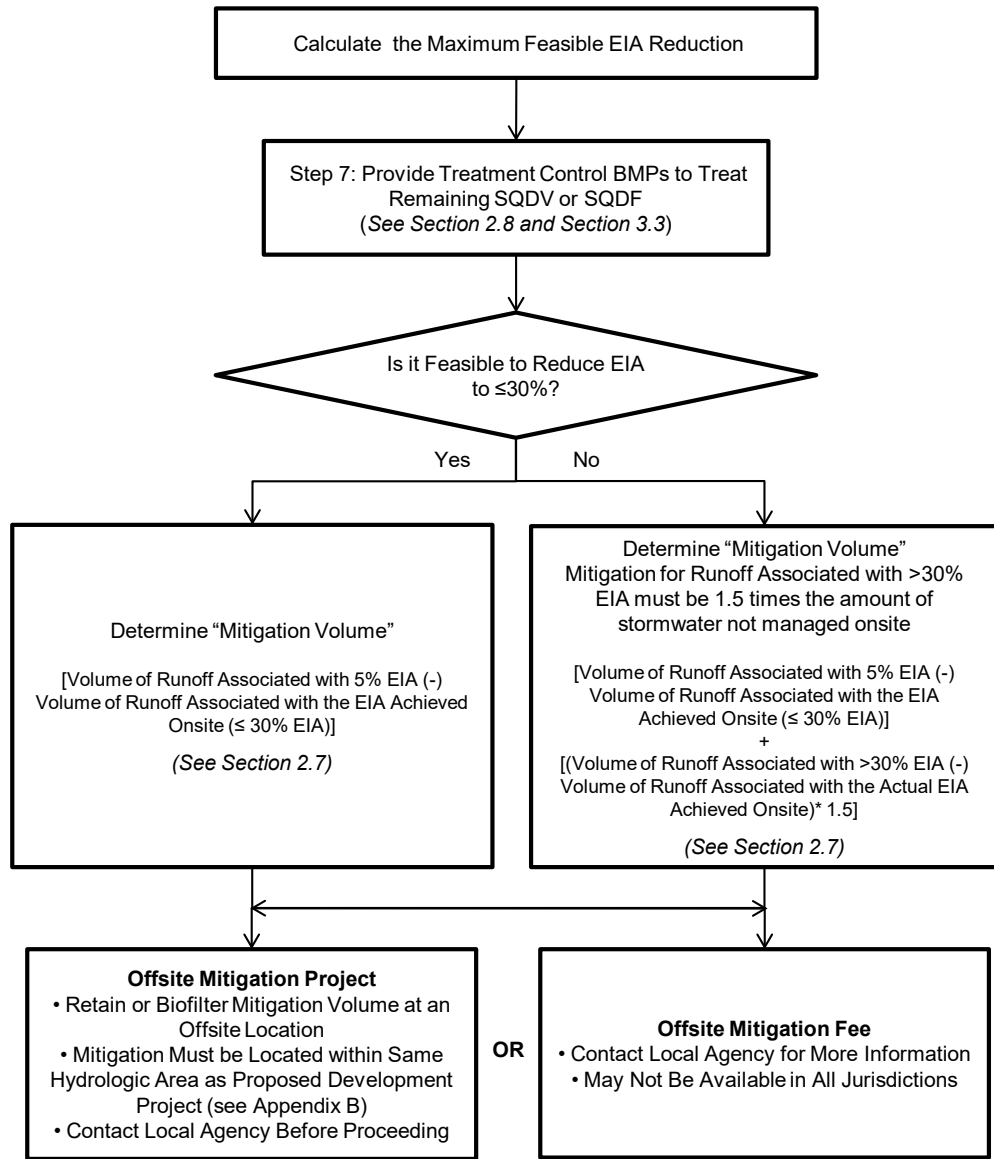 Calculate the Maximum Feasible EIA Reduction
Step 7: Provide Treatment Control BMPs to Treat
Remaining SQDV or SQDF
(See Section 2.8 and Section 3.3)
Is it Feasible to Reduce EIA
to ≤30%?
Yes
No
Determine “Mitigation Volume”
[Volume of Runoff Associated with 5% EIA (-)
Volume of Runoff Associated with the EIA Achieved
Onsite (≤ 30% EIA)]
(See Section 2.7)
Determine “Mitigation Volume”
Mitigation for Runoff Associated with >30%
EIA must be 1.5 times the amount of
stormwater not managed onsite
[Volume of Runoff Associated with 5% EIA (-)
Volume of Runoff Associated with the EIA
Achieved Onsite (≤ 30% EIA)]
+
[(Volume of Runoff Associated with >30% EIA (-)
Volume of Runoff Associated with the Actual EIA
Achieved Onsite)* 1.5]
(See Section 2.7)
Offsite Mitigation Project
• Retain or Biofilter Mitigation Volume at an
Offsite Location
• Mitigation Must be Located within Same
Hydrologic Area as Proposed Development
Project (see Appendix B)
• Contact Local Agency Before Proceeding
OR
Offsite Mitigation Fee
• Contact Local Agency for More Information
• May Not Be Available in All Jurisdictions